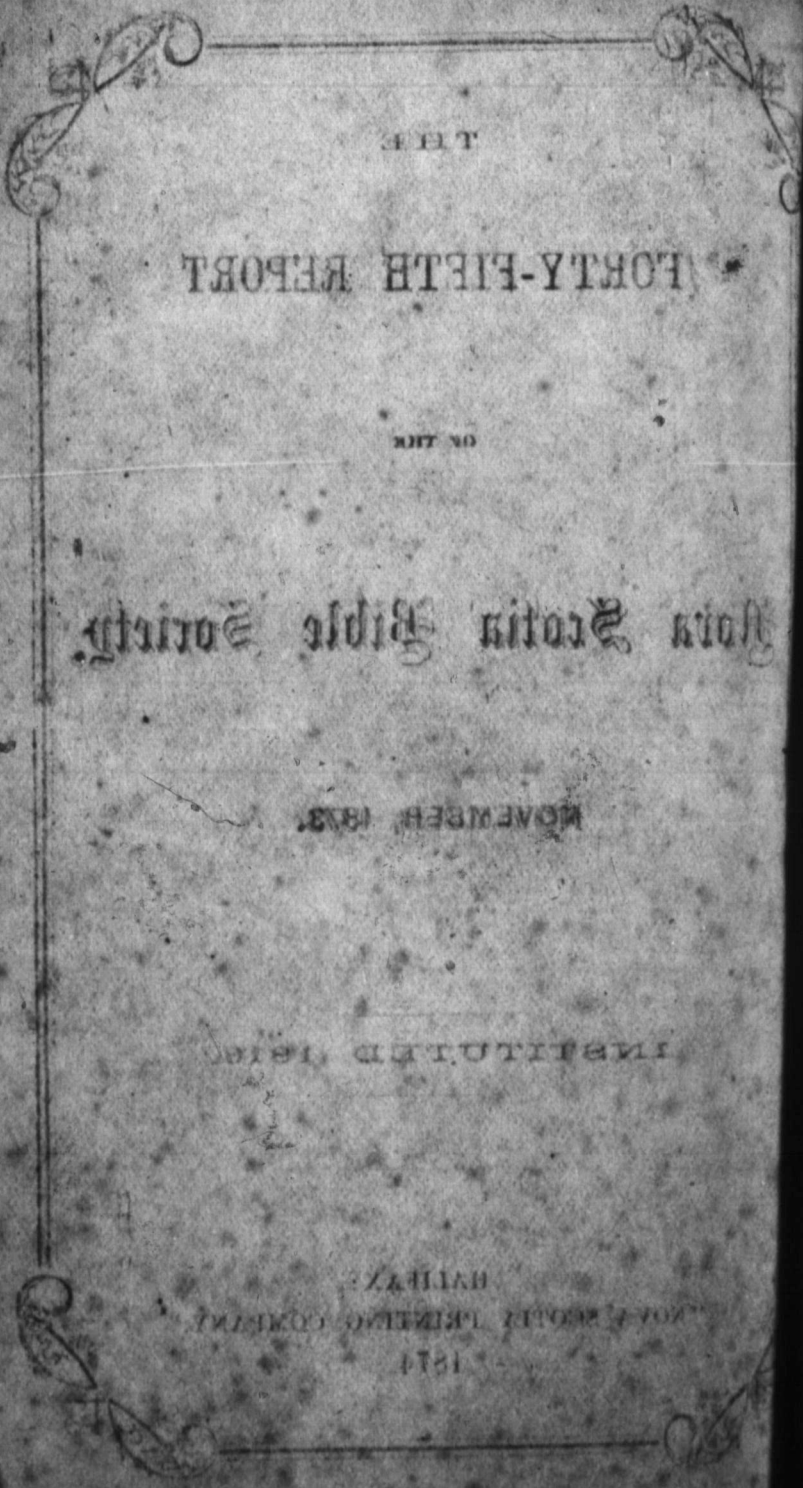 THE
FORTY-FIFTH REPORT
OF THE
Nova Scotia Bible Society.
NOVEMBER, 1873.
INSTITUTED
HALIFAX:
"NOVA SCOTIA PRINTING COMPANY."
1874